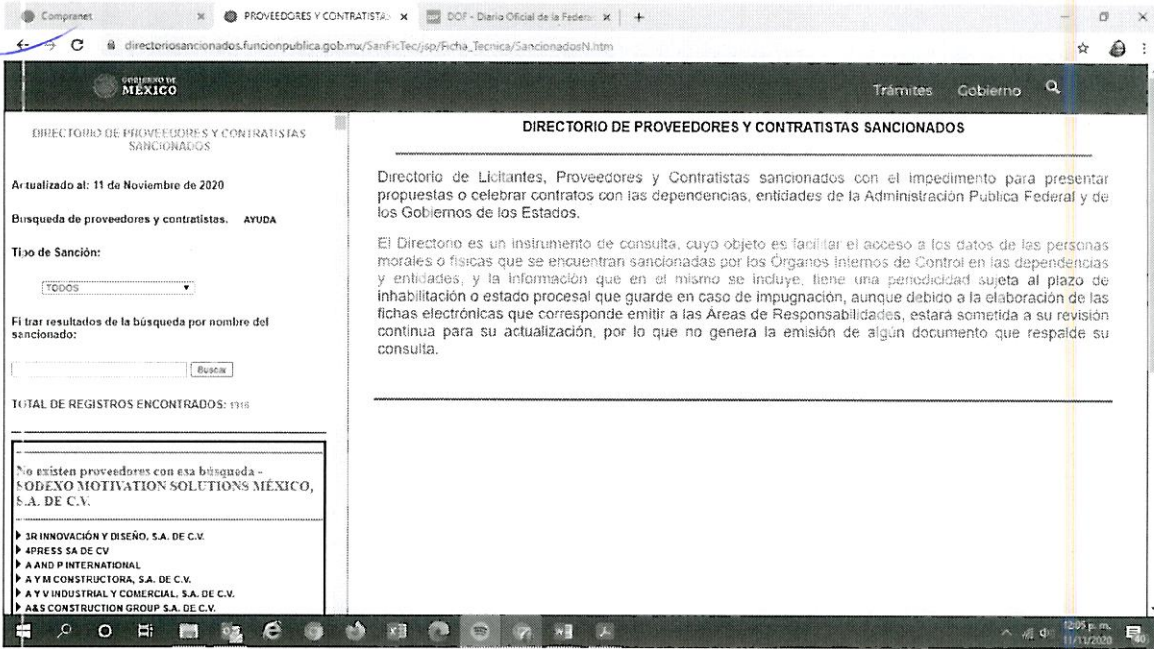 Compranet
PROVEEDORES Y CONTRATISTAS
DOF - Diario Oficial de la Federa
directoriosancionados.funcionpublica.gob.mx/SanFicTec/jsp/Ficha_Tecnica/SancionadosN.htm
GOBIERNO DE
MÉXICO
Trámites Gobierno
DIRECTORIO DE PROVEEDORES Y CONTRATISTAS
SANCIONADOS
Actualizado al: 11 de Noviembre de 2020
Busqueda de proveedores y contratistas. AYUDA
Tipo de Sanción:
TODOS
Filtrar resultados de la búsqueda por nombre del
sancionado:
Buscar
TOTAL DE REGISTROS ENCONTRADOS: 1316
No existen proveedores con esa búsqueda -
SODEXO MOTIVATION SOLUTIONS MÉXICO,
S.A. DE C.V.
3R INNOVACIÓN Y DISEÑO, S.A. DE C.V.
4PRESS SA DE CV
A AND P INTERNATIONAL
A Y M CONSTRUCTORA, S.A. DE C.V.
A Y V INDUSTRIAL Y COMERCIAL, S.A. DE C.V.
A&S CONSTRUCTION GROUP S.A. DE C.V.
DIRECTORIO DE PROVEEDORES Y CONTRATISTAS SANCIONADOS
Directorio de Licitantes, Proveedores y Contratistas sancionados con el impedimento para presentar
propuestas o celebrar contratos con las dependencias, entidades de la Administración Publica Federal y de
los Gobiernos de los Estados.
El Directorio es un instrumento de consulta, cuyo objeto es facilitar el acceso a los datos de las personas
morales o físicas que se encuentran sancionadas por los Órganos Internos de Control en las dependencias
y entidades, y la información que en el mismo se incluye, tiene una periodicidad sujeta al plazo de
inhabilitación o estado procesal que guarde en caso de impugnación, aunque debido a la elaboración de las
fichas electrónicas que corresponde emitir a las Áreas de Responsabilidades, estará sometida a su revisión
continua para su actualización, por lo que no genera la emisión de algún documento que respalde su
consulta.
12:05 p. m.
11/11/2020
40